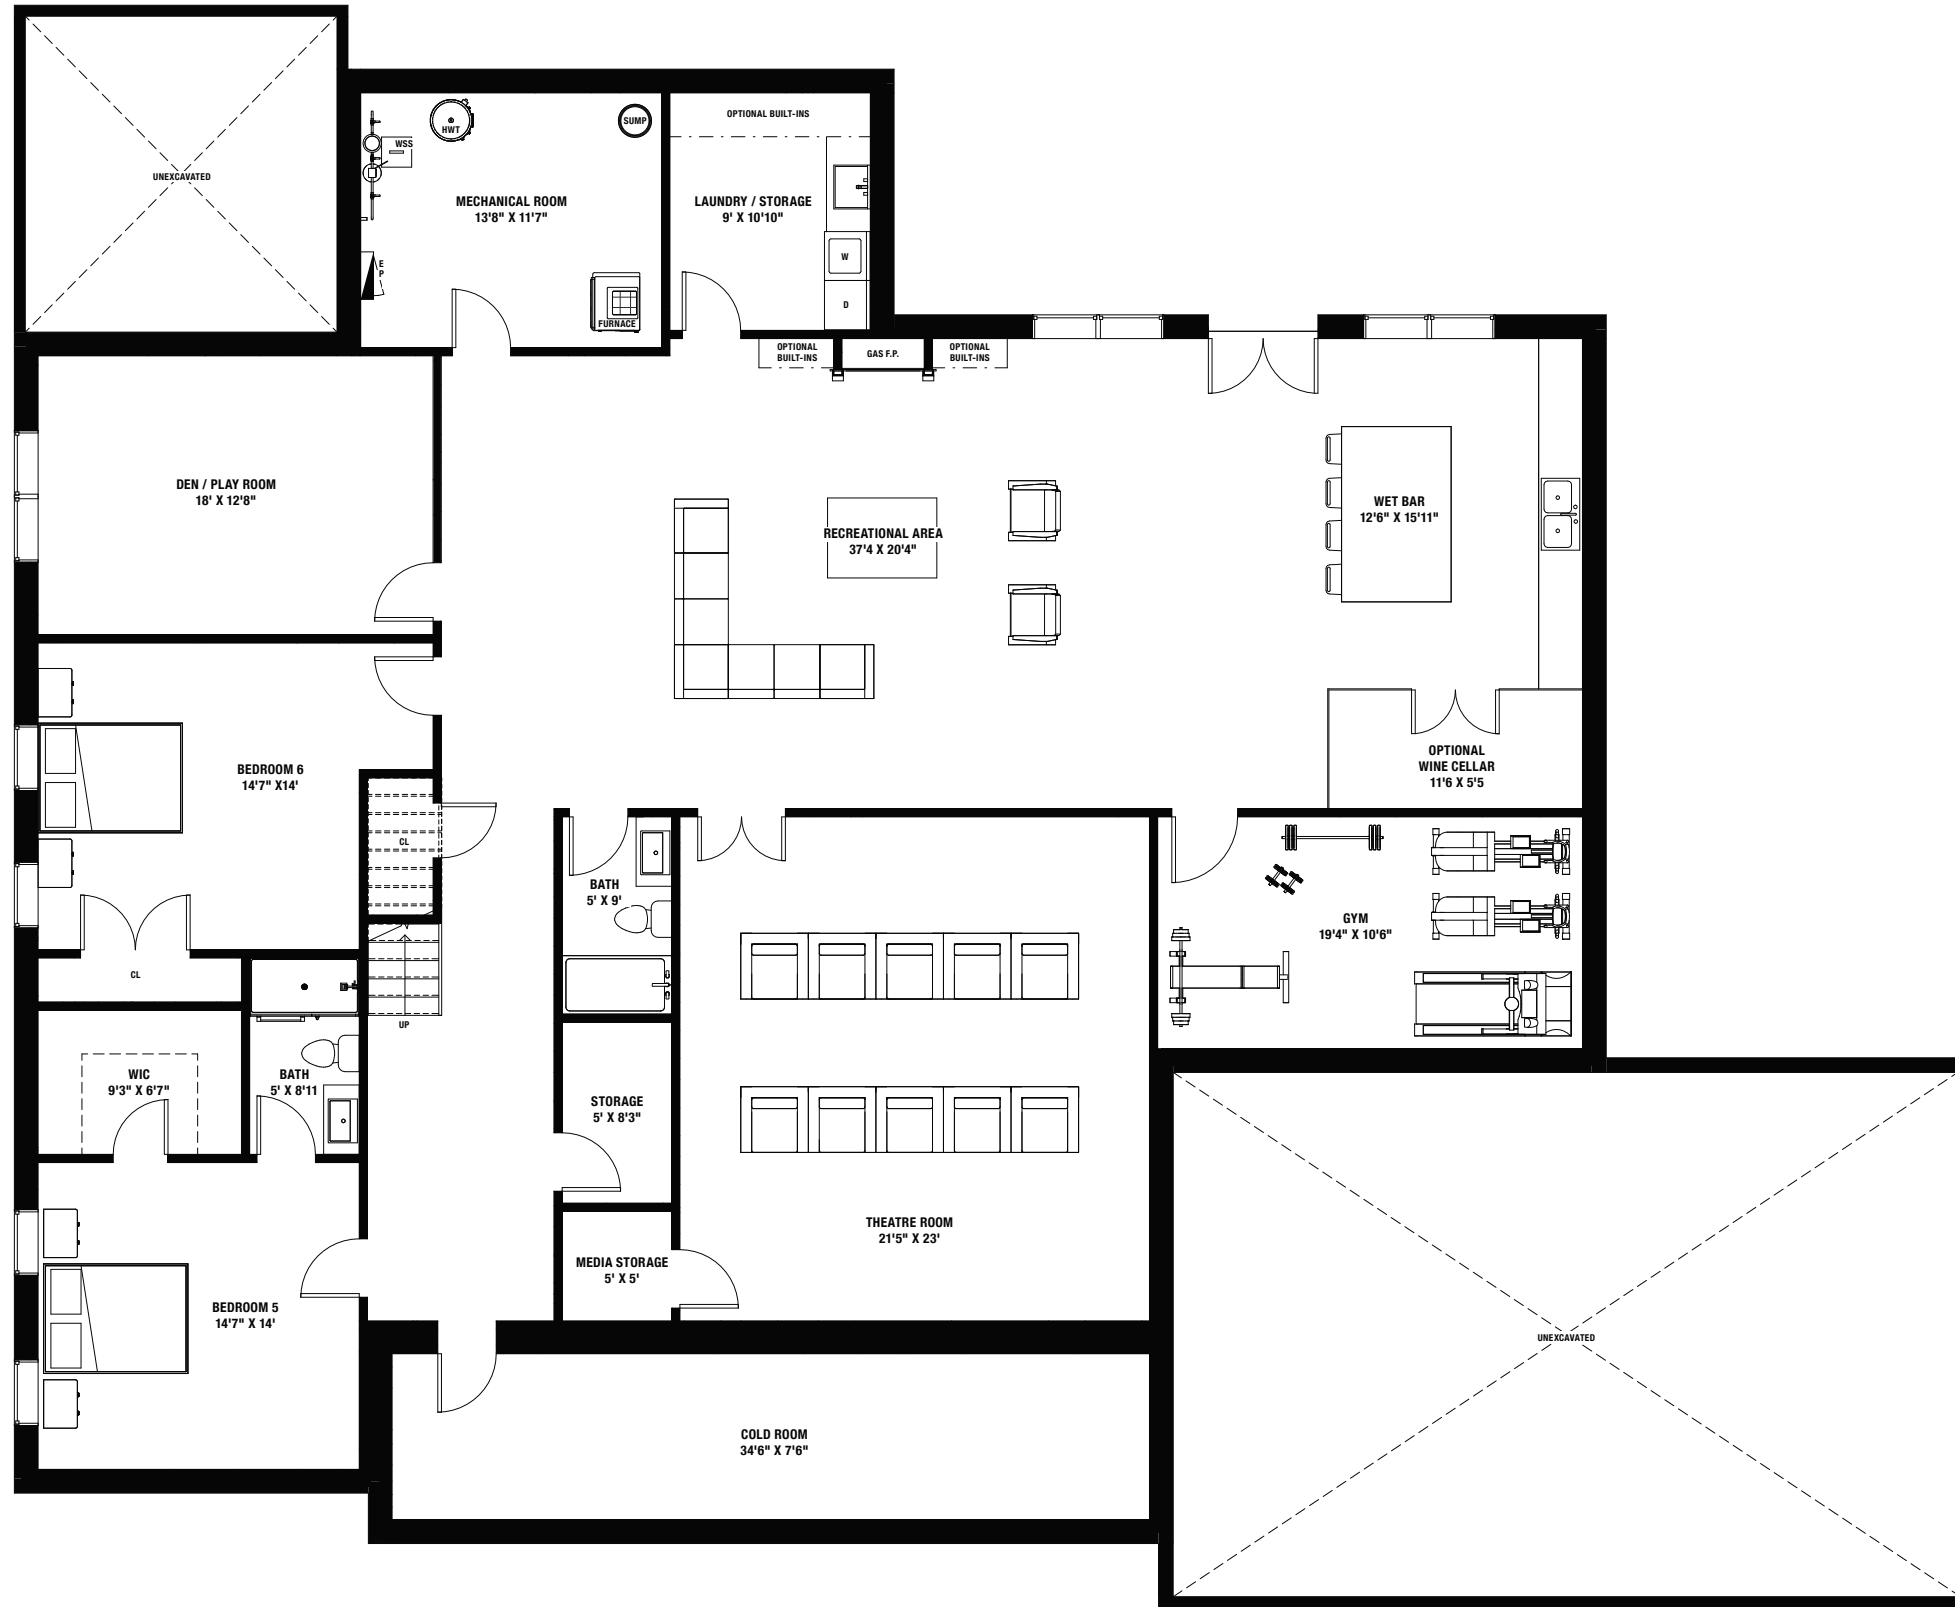 UNEXCAVATED
HWT
SUMP
WSS
MECHANICAL ROOM
13'8" X 11'7"
E
P
FURNACE
OPTIONAL BUILT-INS
LAUNDRY / STORAGE
9' X 10'10"
W
D
OPTIONAL
BUILT-INS
GAS F.P.
OPTIONAL
BUILT-INS
DEN / PLAY ROOM
18' X 12'8"
RECREATIONAL AREA
37'4 X 20'4"
WET BAR
12'6" X 15'11"
OPTIONAL
WINE CELLAR
11'6 X 5'5
BEDROOM 6
14'7" X14'
CL
CL
UP
BATH
5' X 9'
GYM
19'4" X 10'6"
WIC
9'3" X 6'7"
BATH
5' X 8'11
STORAGE
5' X 8'3"
MEDIA STORAGE
5' X 5'
THEATRE ROOM
21'5" X 23'
BEDROOM 5
14'7" X 14'
COLD ROOM
34'6" X 7'6"
UNEXCAVATED